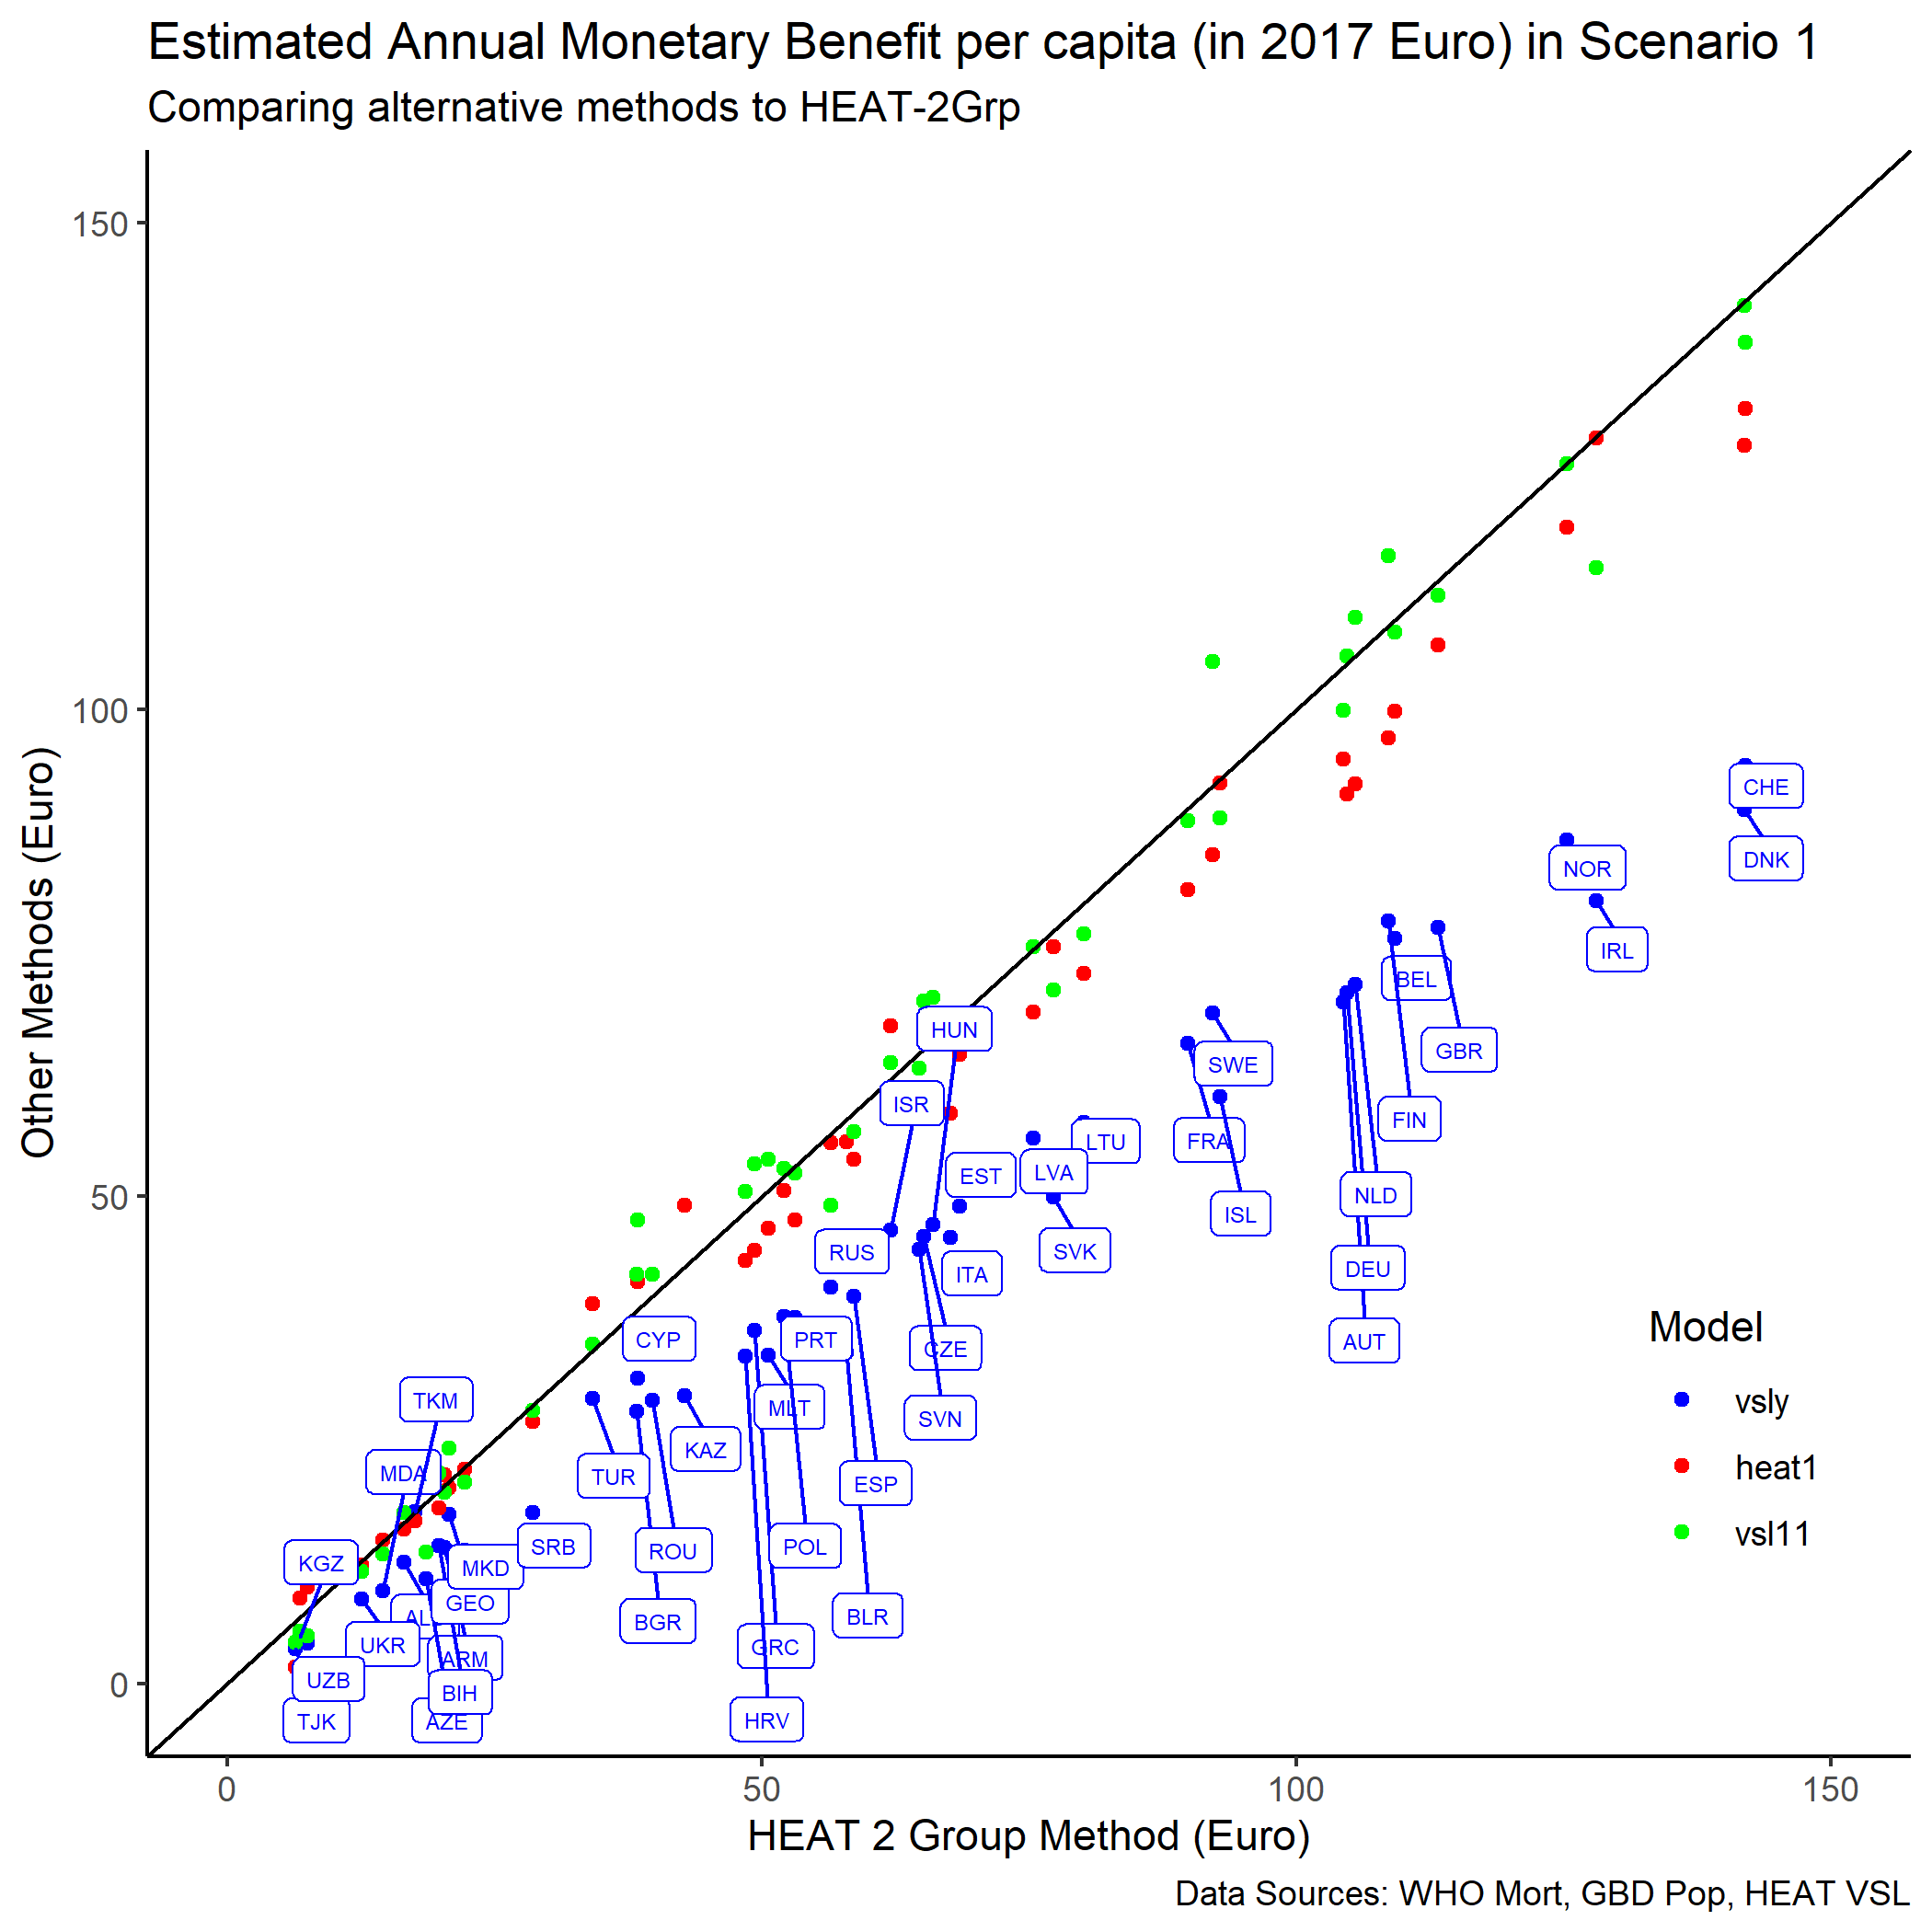 Estimated Annual Monetary Benefit per capita (in 2017 Euro) in Scenario 1
Comparing alternative methods to HEAT-2Grp
Other Methods (Euro)
150
100
50
0
CHE
DNK
NOR
IRL
BEL
GBR
HUN
SWE
ISR
FIN
LTU
FRA
EST
LVA
NLD
ISL
RUS
SVK
ITA
DEU
CYP
PRT
CZE
AUT
TKM
MLT
SVN
KAZ
MDA
TUR
ESP
SRB
POL
ROU
KGZ
MKD
GEO
AL
BLR
BGR
UKR
GRC
ARM
UZB
BIH
TJK
AZE
HRV
Model
vsly
heat1
vsl11
0
50
100
150
HEAT 2 Group Method (Euro)
Data Sources: WHO Mort, GBD Pop, HEAT VSL